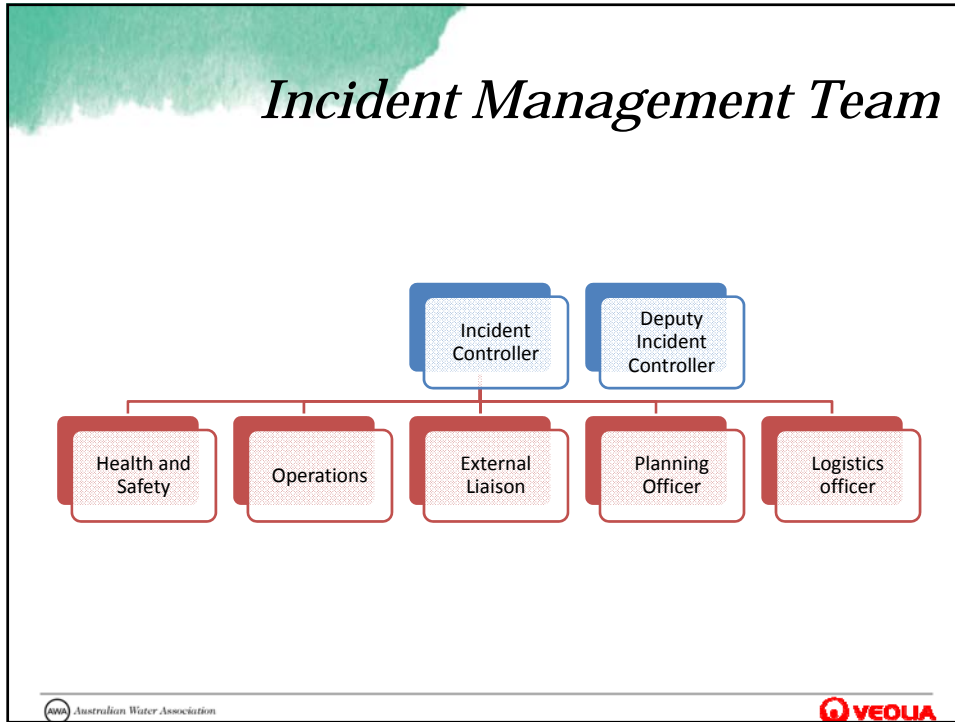 Incident Management Team
Incident
Controller
Deputy
Incident
Controller
Health and
Safety
Operations
External
Liaison
Planning
Officer
Logistics
officer
AWA Australian Water Association
VEOLIA